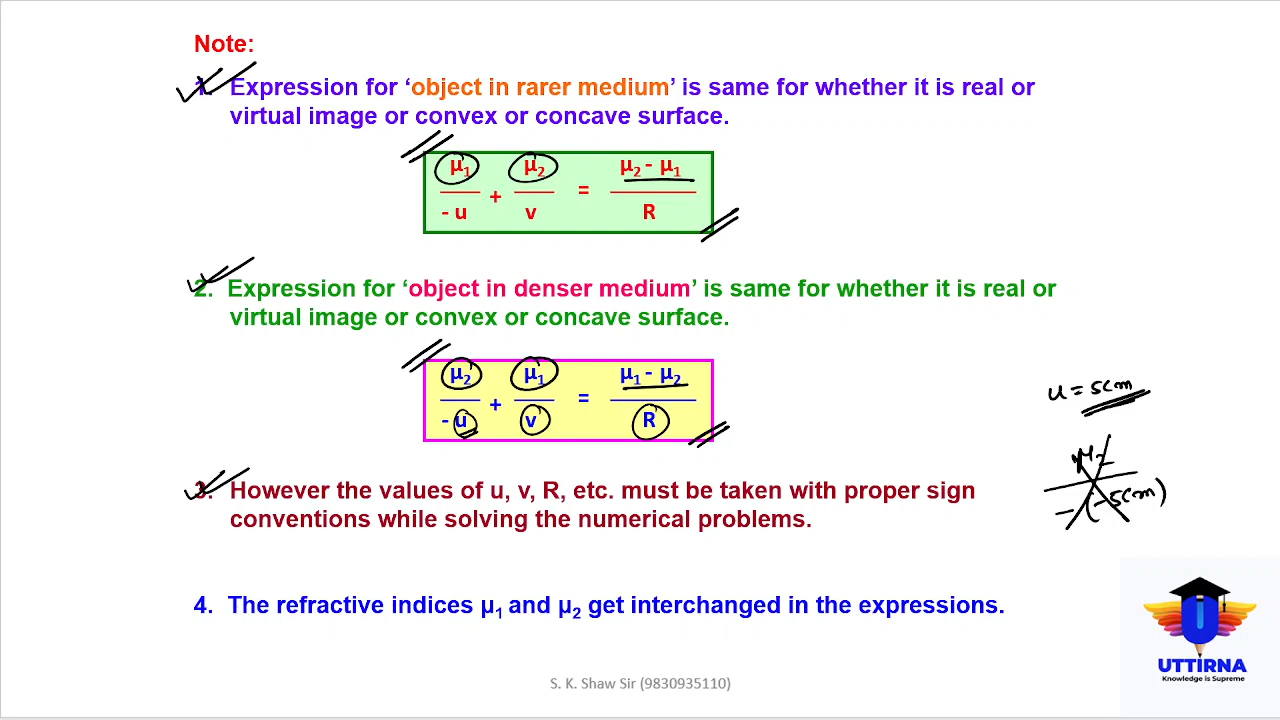 Note:
1. Expression for ‘object in rarer medium’ is same for whether it is real or
virtual image or convex or concave surface.
μ₁ μ₂ μ₂ - μ₁
+ =
- u v R
2. Expression for ‘object in denser medium’ is same for whether it is real or
virtual image or convex or concave surface.
μ₂ μ₁ μ₁ - μ₂
+ =
- u v R
u = 5cm
3. However the values of u, v, R, etc. must be taken with proper sign
conventions while solving the numerical problems.
-(-5cm)
4. The refractive indices μ₁ and μ₂ get interchanged in the expressions.
UTTIRNA
Knowledge is Supreme
S. K. Shaw Sir (9830935110)